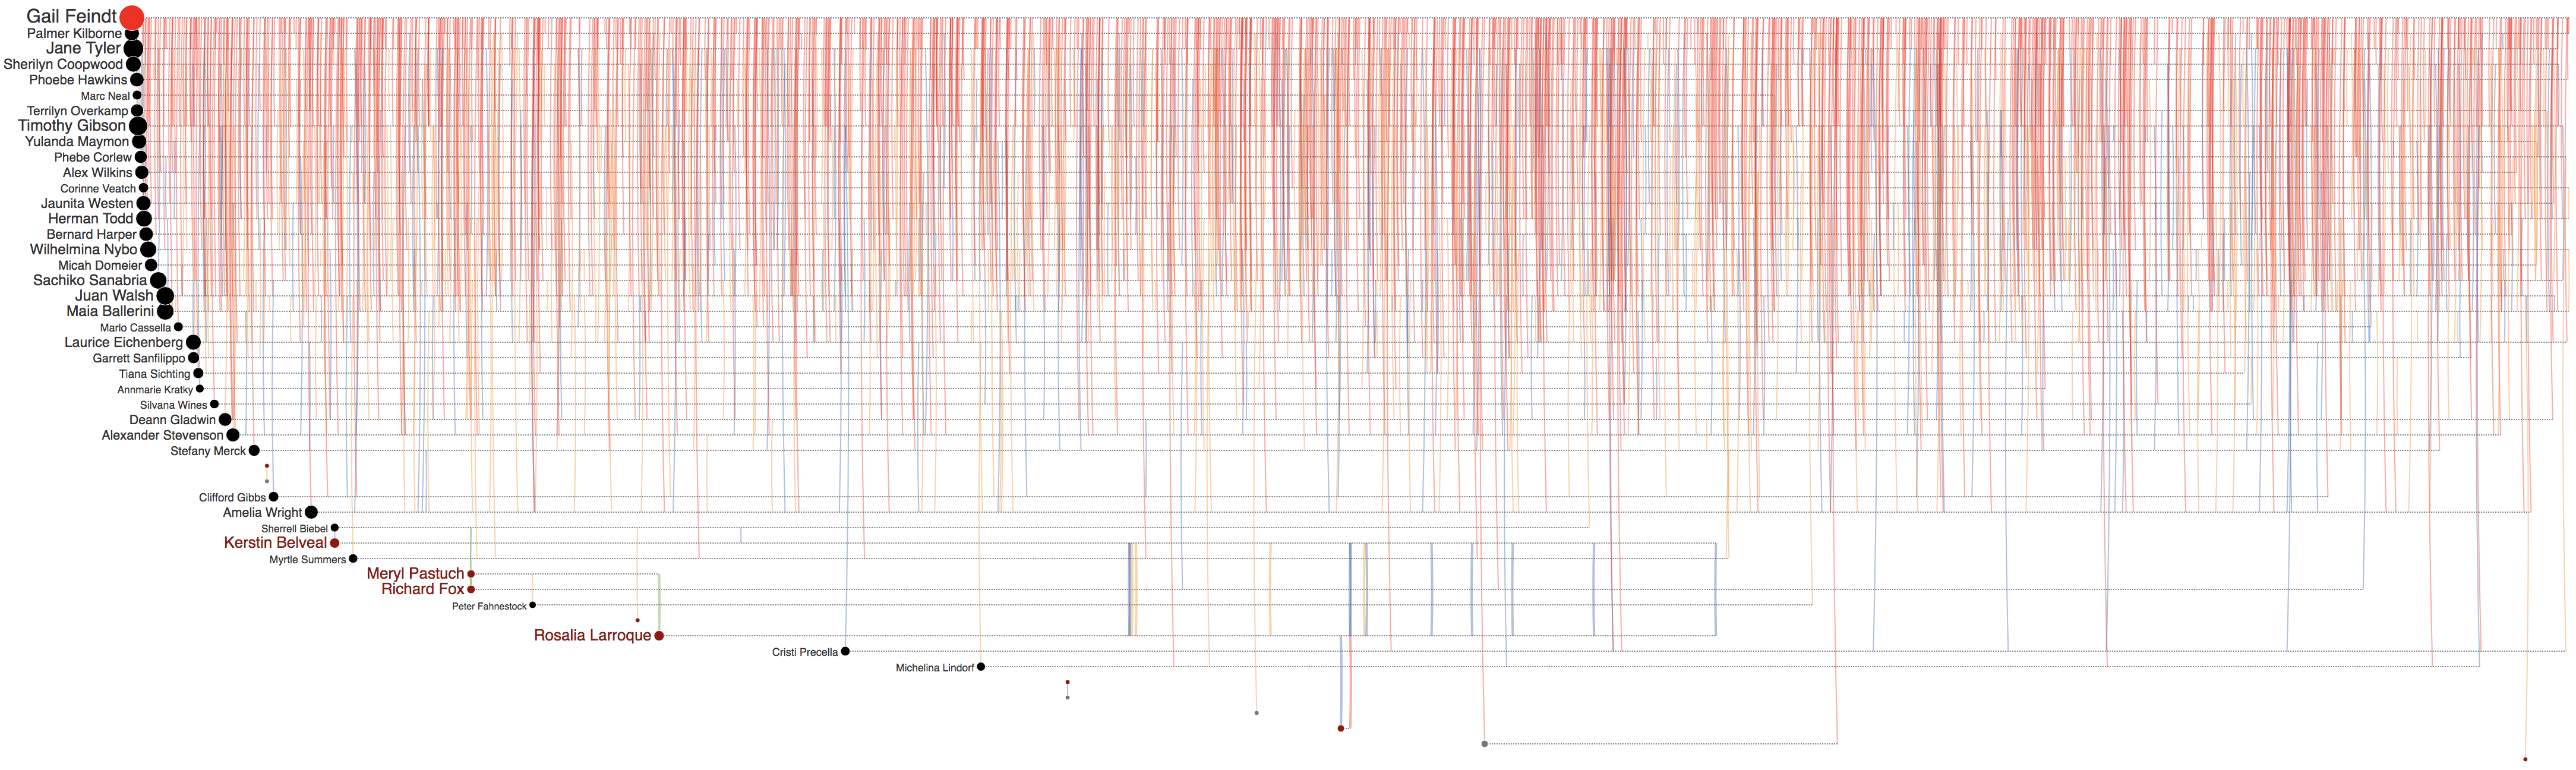 Gail Feindt
Palmer Kilborne
Jane Tyler
Sherilyn Coopwood
Phoebe Hawkins
Marc Neal
Terrilyn Overkamp
Timothy Gibson
Yulanda Maymon
Phebe Corlew
Alex Wilkins
Corinne Veatch
Jaunita Westen
Herman Todd
Bernard Harper
Wilhelmina Nybo
Micah Domeier
Sachiko Sanabria
Juan Walsh
Maia Ballerini
Marlo Cassella
Laurice Eichenberg
Garrett Sanfilippo
Tiana Sichting
Annmarie Kratky
Silvana Wines
Deann Gladwin
Alexander Stevenson
Stefany Merck
Clifford Gibbs
Amelia Wright
Sherrell Biebel
Kerstin Belveal
Myrtle Summers
Meryl Pastuch
Richard Fox
Peter Fahnestock
Rosalia Larroque
Cristi Precella
Michelina Lindorf